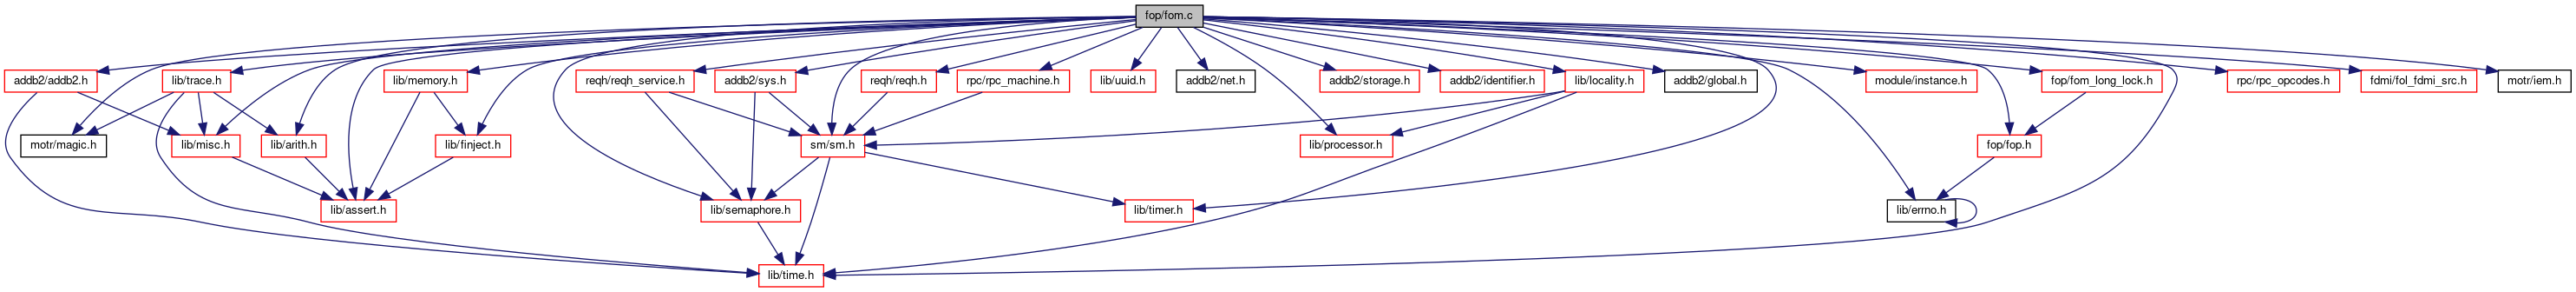 fop/fom.c
addb2/addb2.h
lib/trace.h
lib/memory.h
reqh/reqh_service.h
addb2/sys.h
reqh/reqh.h
rpc/rpc_machine.h
lib/uuid.h
addb2/net.h
addb2/storage.h
addb2/identifier.h
lib/locality.h
addb2/global.h
module/instance.h
fop/fom_long_lock.h
rpc/rpc_opcodes.h
fdmi/fol_fdmi_src.h
motr/iem.h
motr/magic.h
lib/misc.h
lib/arith.h
lib/finject.h
sm/sm.h
lib/processor.h
fop/fop.h
lib/assert.h
lib/semaphore.h
lib/timer.h
lib/errno.h
lib/time.h